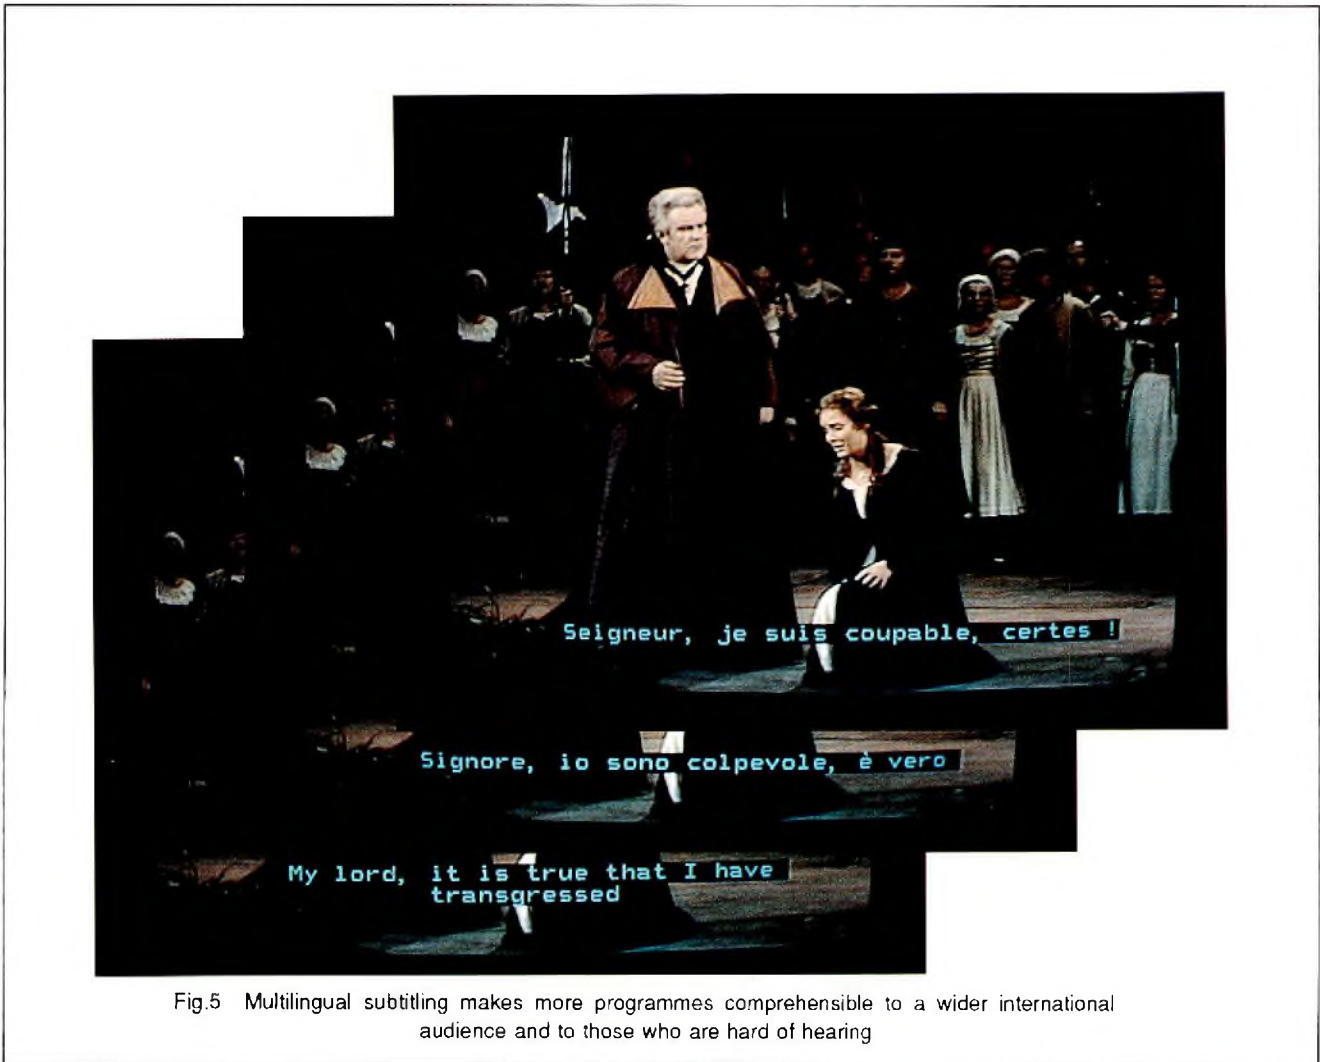 Seigneur, je suis coupable, certes !
Signore, io sono colpevole, è vero
My lord, it is true that I have
transgressed
Fig.5 Multilingual subtitling makes more programmes comprehensible to a wider international
audience and to those who are hard of hearing